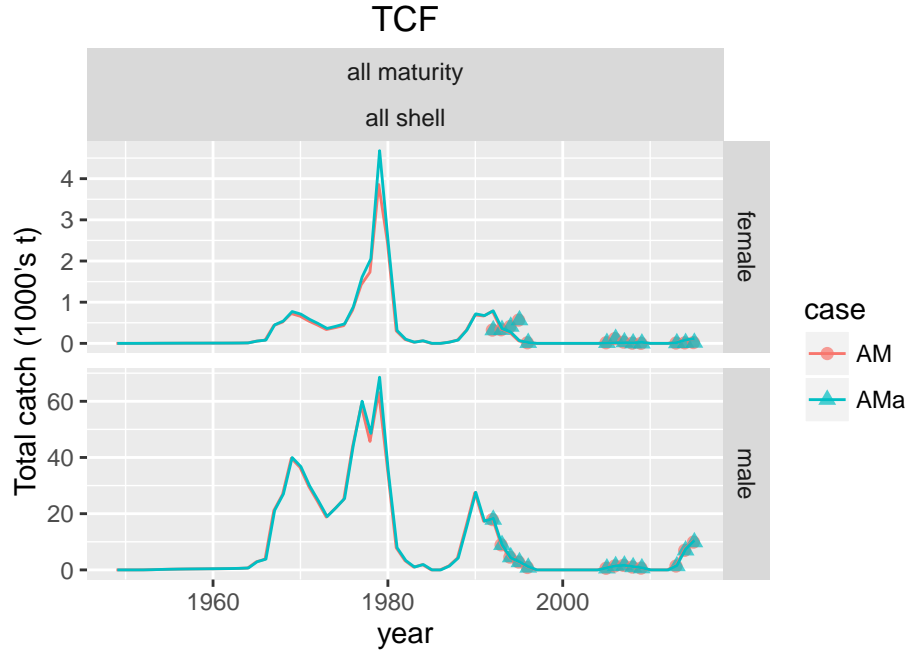 TCF
all maturity
all shell
Total catch (1000's t)
4
3
2
1
0
female
60
40
20
0
male
1960
1980
2000
year
case
AM
AMa